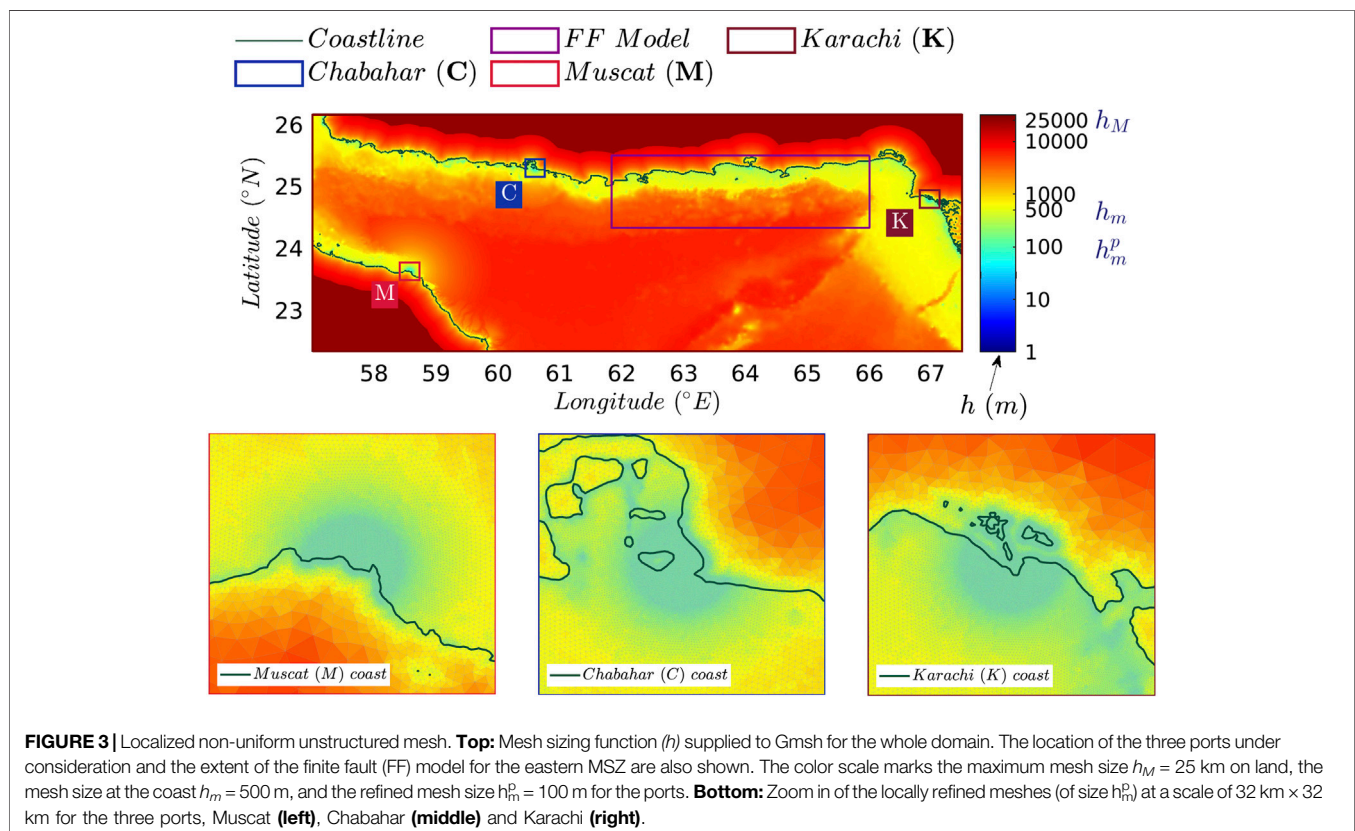 Coastline
FF Model
Karachi (K)
Chabahar (C)
Muscat (M)
26
25
24
23
Latitude (°N)
C
K
M
25000 h_M
10000
1000
500 h_m
100 h_m^p
10
1
58 59 60 61 62 63 64 65 66 67
Longitude (°E)
h (m)
Muscat (M) coast
Chabahar (C) coast
Karachi (K) coast
FIGURE 3 | Localized non-uniform unstructured mesh. Top: Mesh sizing function (h) supplied to Gmsh for the whole domain. The location of the three ports under
consideration and the extent of the finite fault (FF) model for the eastern MSZ are also shown. The color scale marks the maximum mesh size h_M = 25 km on land, the
mesh size at the coast h_m = 500 m, and the refined mesh size h_m^p = 100 m for the ports. Bottom: Zoom in of the locally refined meshes (of size h_m^p) at a scale of 32 km × 32
km for the three ports, Muscat (left), Chabahar (middle) and Karachi (right).